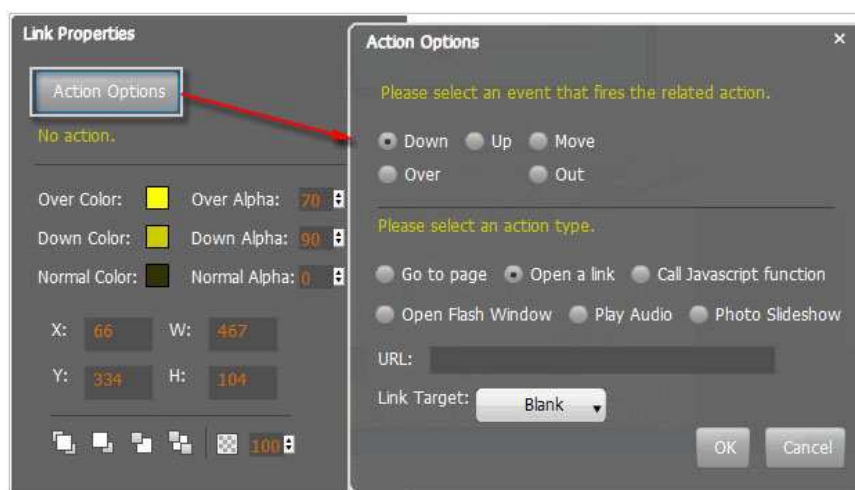 Link Properties
Action Options
No action.
Over Color: Over Alpha: 70
Down Color: Down Alpha: 90
Normal Color: Normal Alpha: 0
X: 66 W: 467
Y: 334 H: 104
100
Action Options
Please select an event that fires the related action.
Down Up Move
Over Out
Please select an action type.
Go to page Open a link Call Javascript function
Open Flash Window Play Audio Photo Slideshow
URL:
Link Target: Blank
OK Cancel